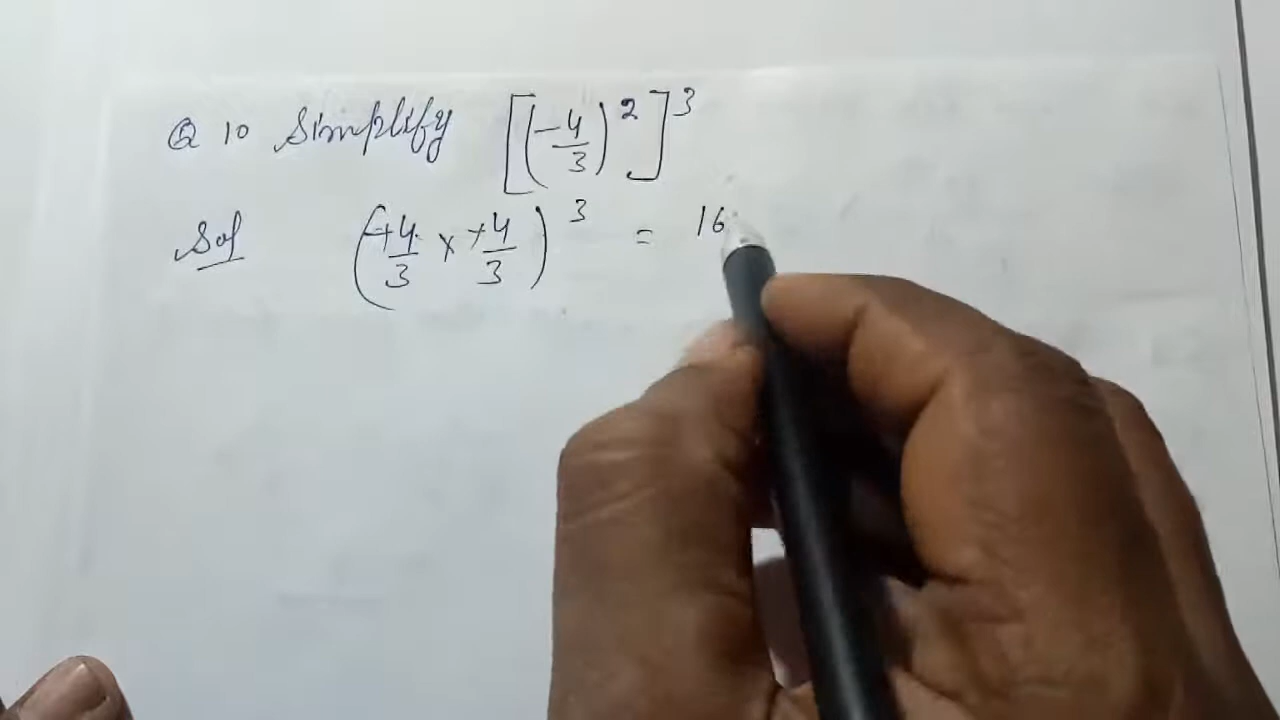 Q 10 Simplify [(-4/3)^2]^3
Sol (-4/3 × -4/3)^3 = 16